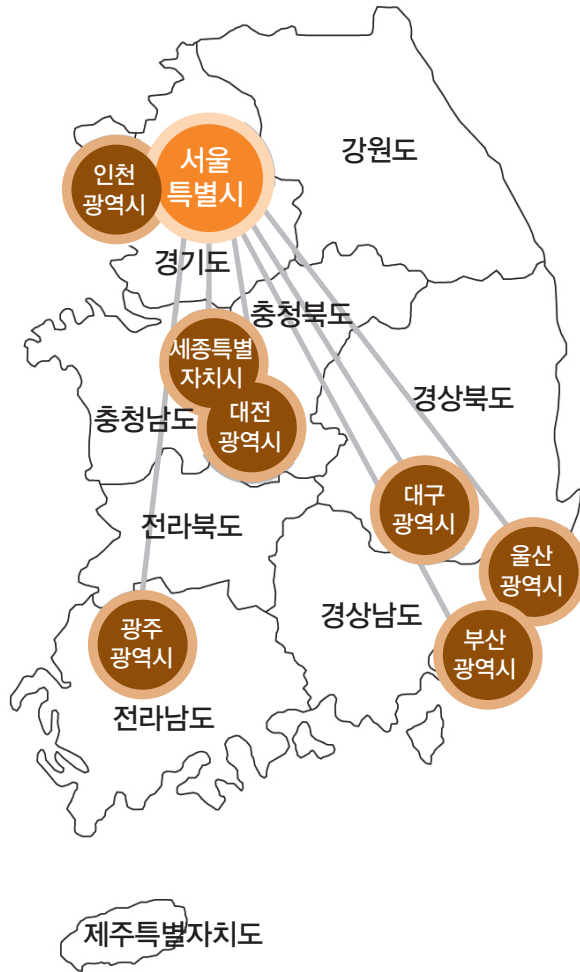 강원도
서울
특별시
인천
광역시
경기도
충청북도
세종특별
자치시
경상북도
충청남도
대전
광역시
대구
광역시
전라북도
울산
광역시
경상남도
광주
광역시
부산
광역시
전라남도
제주특별자치도